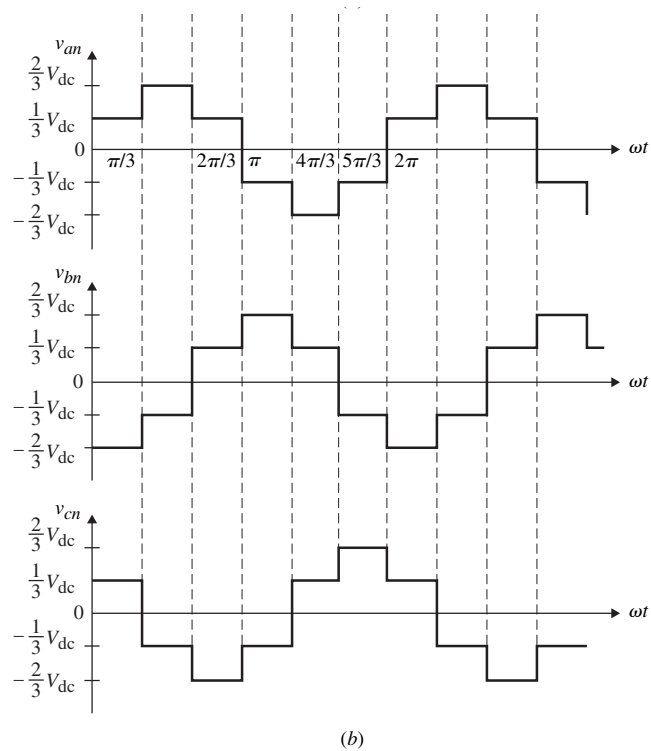 v_an
2/3 V_dc
1/3 V_dc
0
π/3 2π/3 π 4π/3 5π/3 2π ωt
−1/3 V_dc
−2/3 V_dc
v_bn
2/3 V_dc
1/3 V_dc
0 ωt
−1/3 V_dc
−2/3 V_dc
v_cn
2/3 V_dc
1/3 V_dc
0 ωt
−1/3 V_dc
−2/3 V_dc
(b)